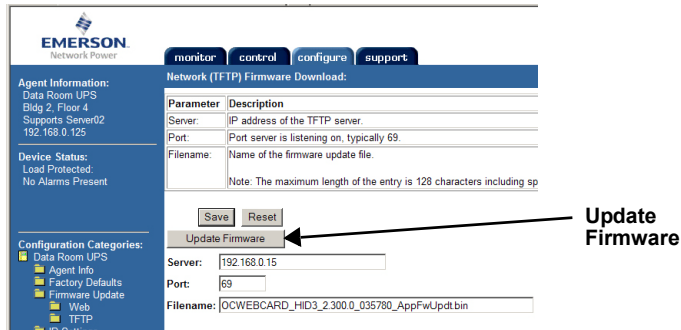 EMERSON.
Network Power
monitor control configure support
Agent Information:
Data Room UPS
Bldg 2, Floor 4
Supports Server02
192.168.0.125
Device Status:
Load Protected:
No Alarms Present
Configuration Categories:
Data Room UPS
Agent Info
Factory Defaults
Firmware Update
Web
TFTP
Network (TFTP) Firmware Download:
Parameter Description
Server: IP address of the TFTP server.
Port: Port server is listening on, typically 69.
Filename: Name of the firmware update file.
Note: The maximum length of the entry is 128 characters including sp
Save Reset
Update Firmware
Server: 192.168.0.15
Port: 69
Filename: OCWEBCARD_HID3_2.300.0_035780_AppFwUpdt.bin
Update
Firmware